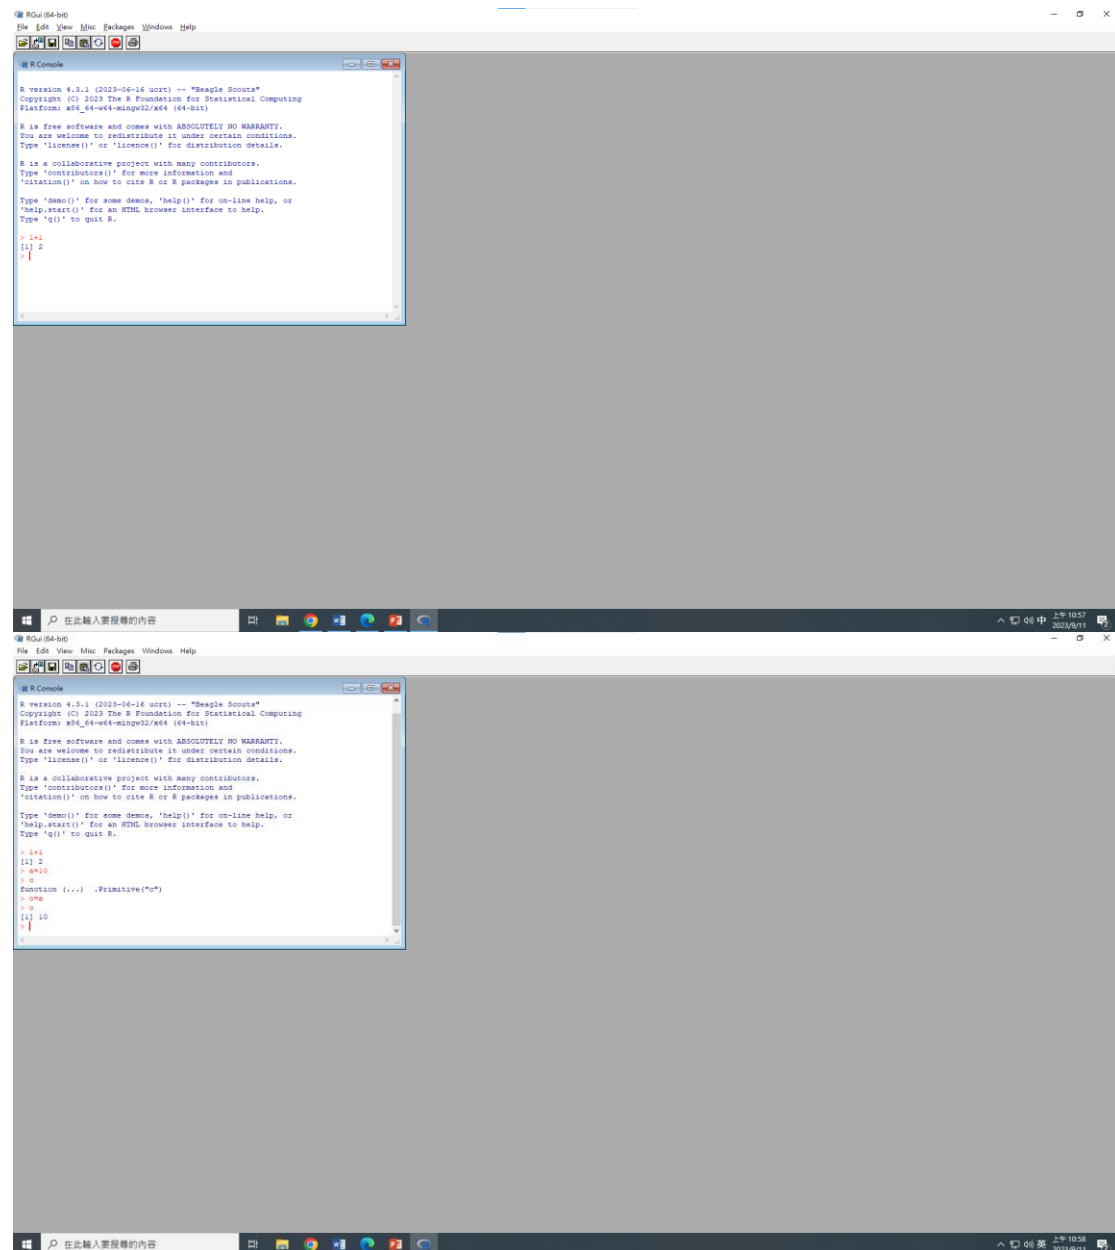 RGui (64-bit)
File Edit View Misc Packages Windows Help
R Console
R version 4.3.1 (2023-06-16 ucrt) -- "Beagle Scouts"
Copyright (C) 2023 The R Foundation for Statistical Computing
Platform: x86_64-w64-mingw32/x64 (64-bit)
R is free software and comes with ABSOLUTELY NO WARRANTY.
You are welcome to redistribute it under certain conditions.
Type 'license()' or 'licence()' for distribution details.
R is a collaborative project with many contributors.
Type 'contributors()' for more information and
'citation()' on how to cite R or R packages in publications.
Type 'demo()' for some demos, 'help()' for on-line help, or
'help.start()' for an HTML browser interface to help.
Type 'q()' to quit R.
> 1+1
[1] 2
>
在此輸入要搜尋的內容
中
上午 10:57
2023/9/11
2
RGui (64-bit)
File Edit View Misc Packages Windows Help
R Console
R version 4.3.1 (2023-06-16 ucrt) -- "Beagle Scouts"
Copyright (C) 2023 The R Foundation for Statistical Computing
Platform: x86_64-w64-mingw32/x64 (64-bit)
R is free software and comes with ABSOLUTELY NO WARRANTY.
You are welcome to redistribute it under certain conditions.
Type 'license()' or 'licence()' for distribution details.
R is a collaborative project with many contributors.
Type 'contributors()' for more information and
'citation()' on how to cite R or R packages in publications.
Type 'demo()' for some demos, 'help()' for on-line help, or
'help.start()' for an HTML browser interface to help.
Type 'q()' to quit R.
> 1+1
[1] 2
> a=10
> c
function (...) .Primitive("c")
> c=a
> c
[1] 10
>
在此輸入要搜尋的內容
英
上午 10:58
2023/9/11